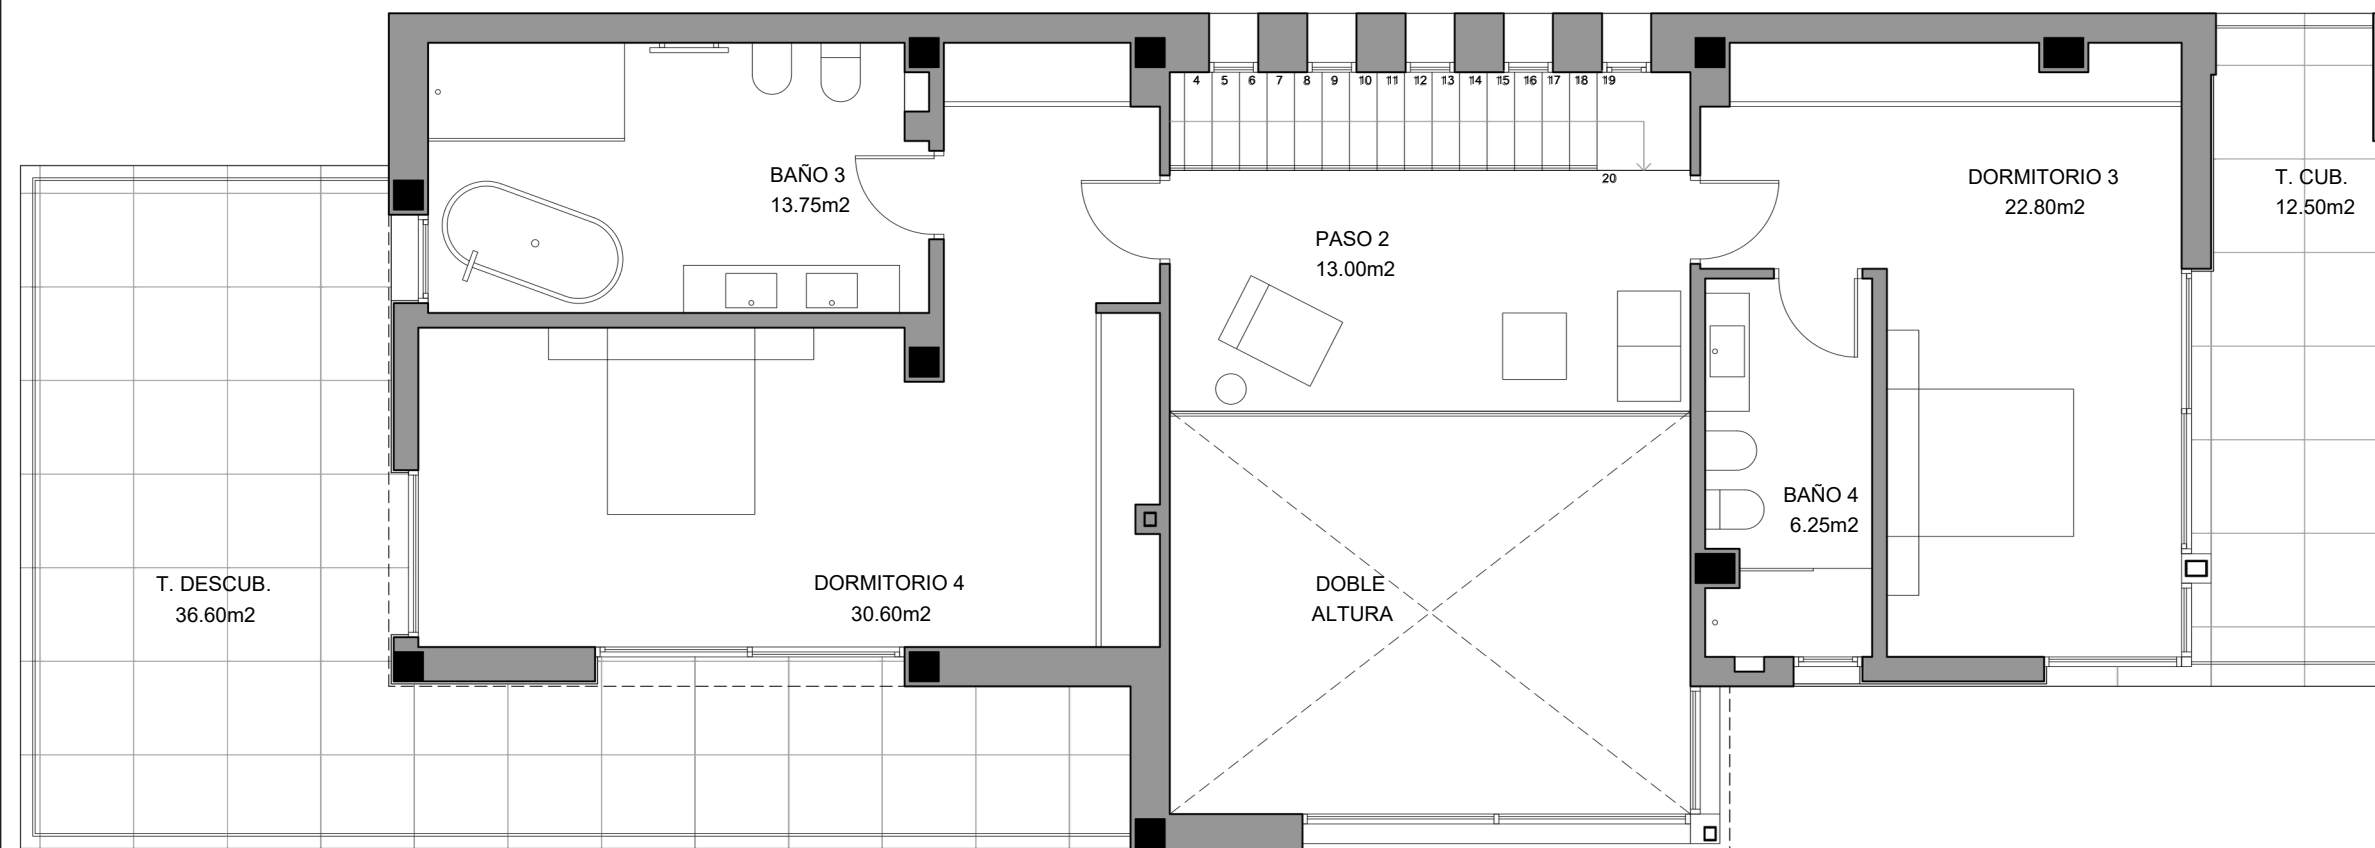 4 5 6 7 8 9 10 11 12 13 14 15 16 17 18 19
20
BAÑO 3
13.75m2
DORMITORIO 3
22.80m2
T. CUB.
12.50m2
PASO 2
13.00m2
BAÑO 4
6.25m2
T. DESCUB.
36.60m2
DORMITORIO 4
30.60m2
DOBLE
ALTURA